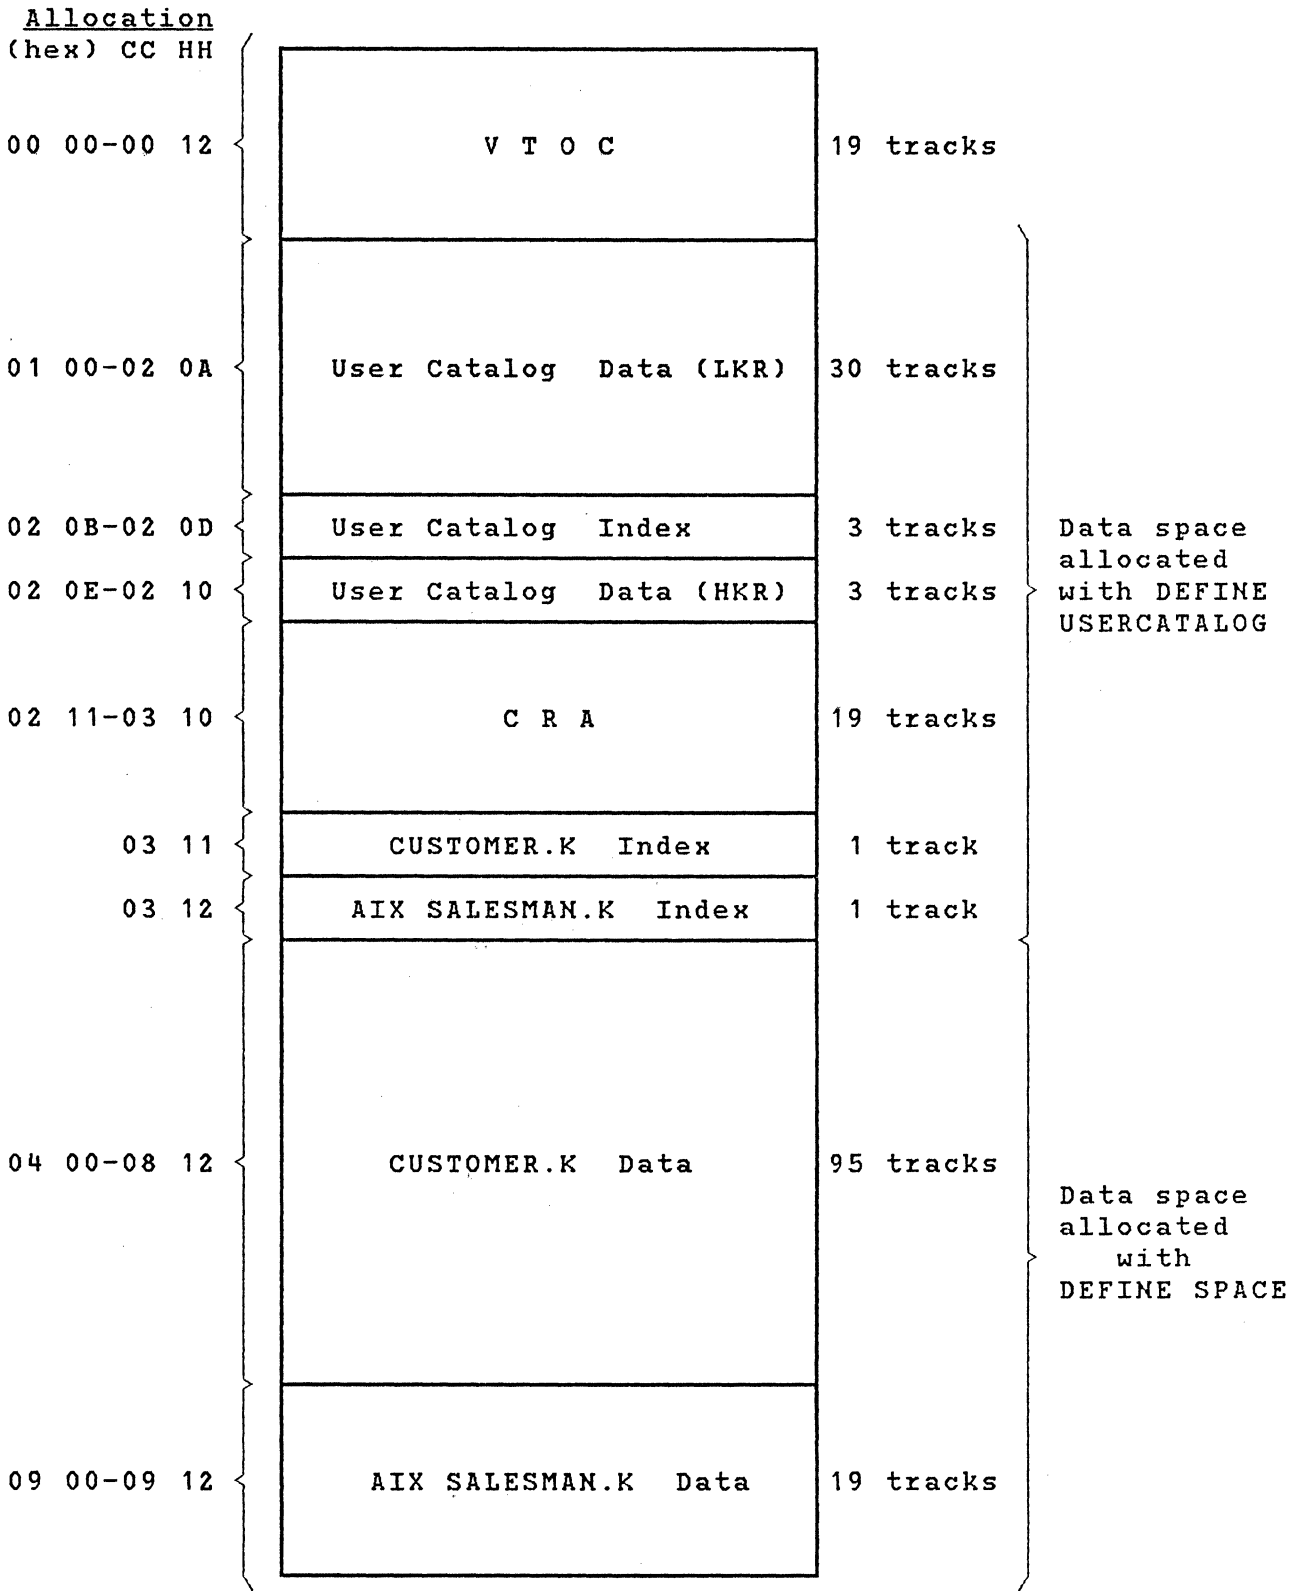 Allocation
(hex) CC HH
00 00-00 12 V T O C 19 tracks
01 00-02 0A User Catalog Data (LKR) 30 tracks
02 0B-02 0D User Catalog Index 3 tracks
02 0E-02 10 User Catalog Data (HKR) 3 tracks
Data space
allocated
with DEFINE
USERCATALOG
02 11-03 10 C R A 19 tracks
03 11 CUSTOMER.K Index 1 track
03 12 AIX SALESMAN.K Index 1 track
04 00-08 12 CUSTOMER.K Data 95 tracks
Data space
allocated
with
DEFINE SPACE
09 00-09 12 AIX SALESMAN.K Data 19 tracks